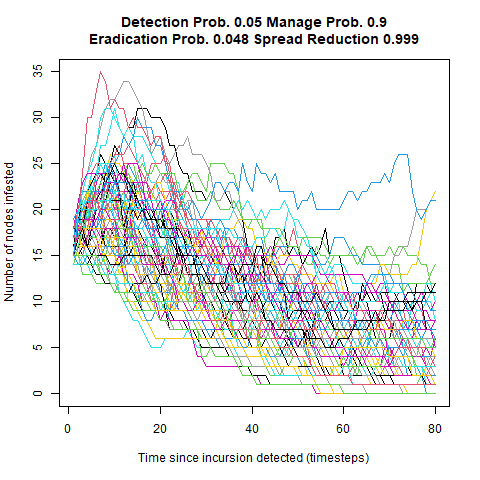 Detection Prob. 0.05 Manage Prob. 0.9
Eradication Prob. 0.048 Spread Reduction 0.999
Number of nodes infested
35
30
25
20
15
10
5
0
0 20 40 60 80
Time since incursion detected (timesteps)